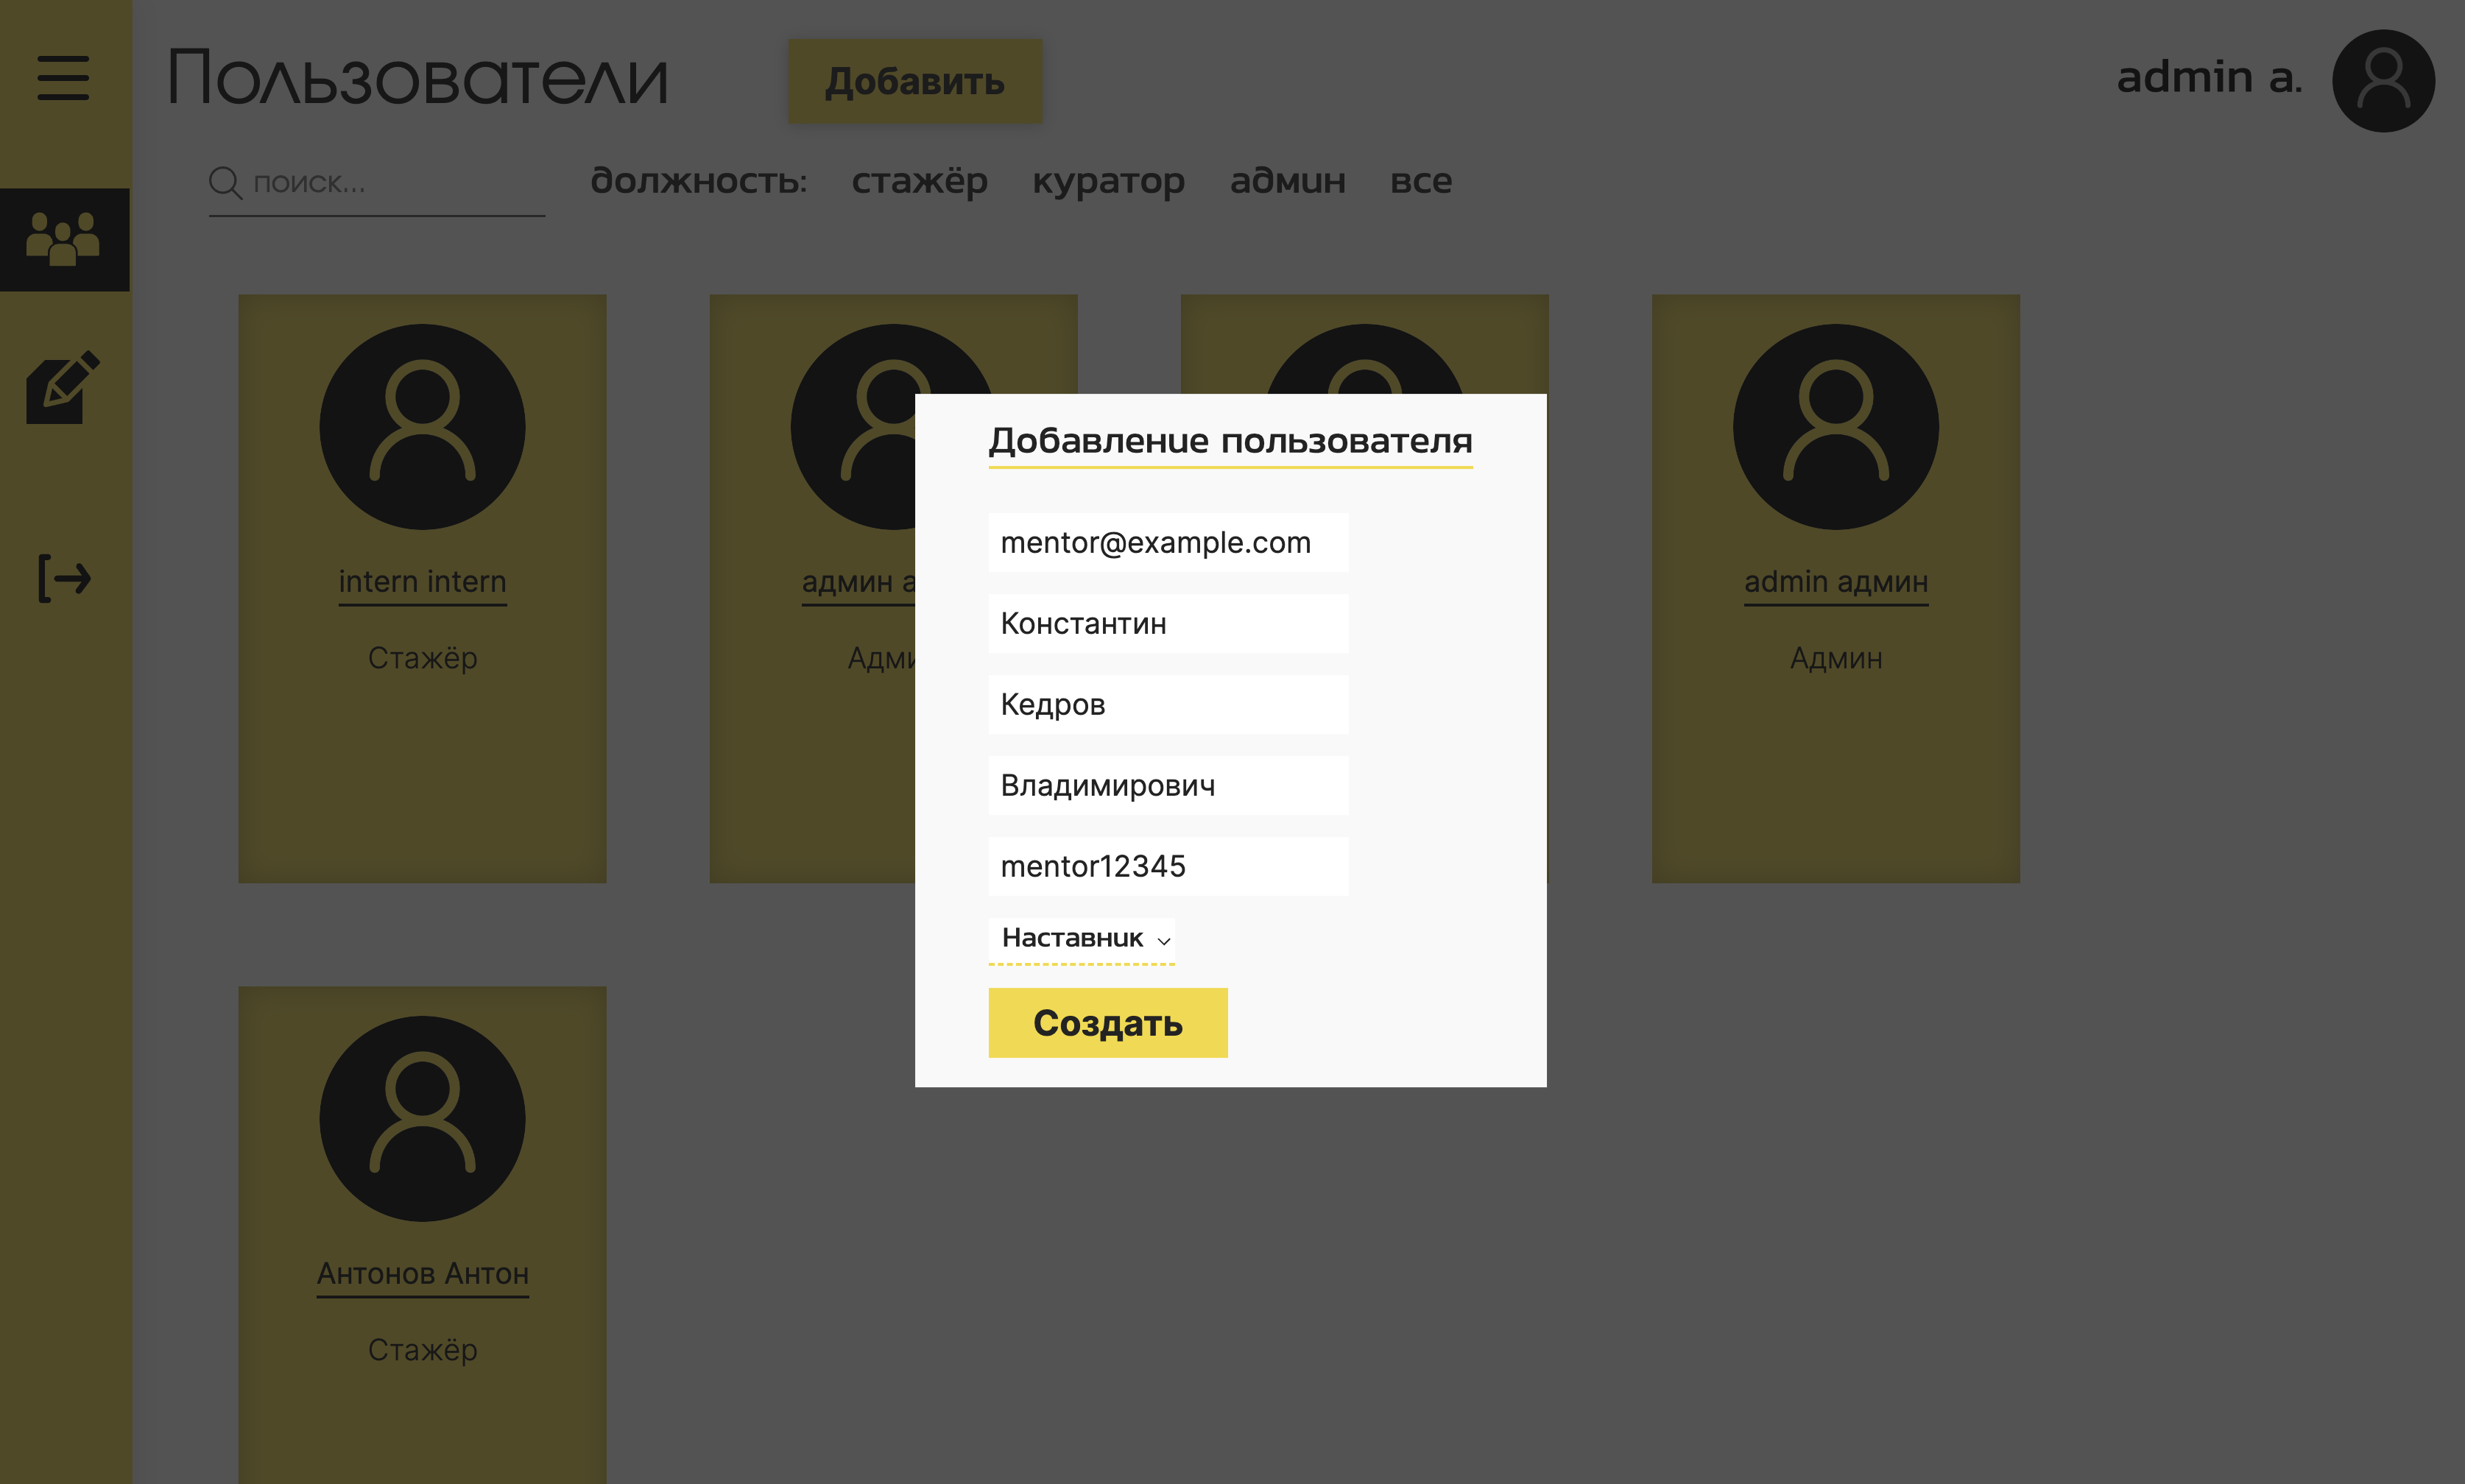 Пользователи
Добавить
admin a.
поиск...
должность: стажёр куратор админ все
Добавление пользователя
mentor@example.com
Константин
Кедров
Владимирович
mentor12345
Наставник
Создать
intern intern
Стажёр
админ
admin админ
Админ
Антонов Антон
Стажёр